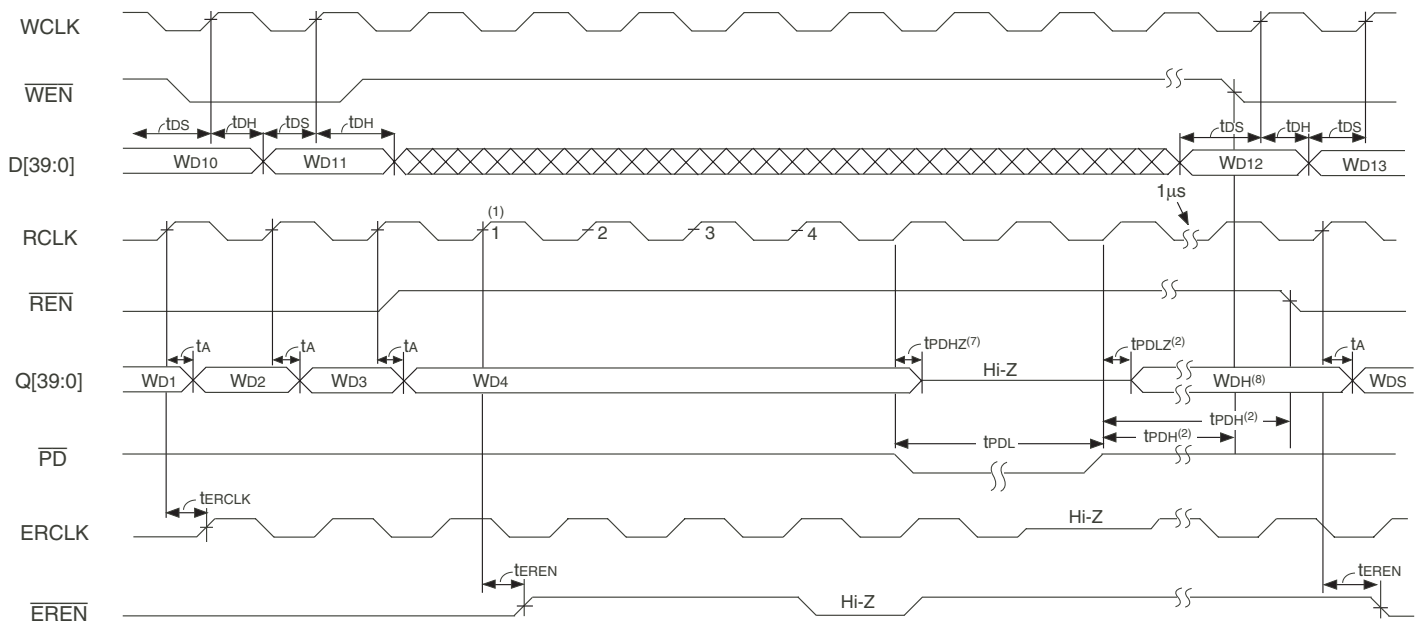 WCLK
WEN
tDS tDH tDS tDH tDS tDH tDS
D[39:0] WD10 WD11 WD12 WD13
1µs
(1)
RCLK 1 2 3 4
REN
tA tA tA tPDHZ(7) tPDLZ(2) tA
Q[39:0] WD1 WD2 WD3 WD4 Hi-Z WDH(8) WDS
tPDH(2)
tPDL tPDH(2)
PD
tERCLK
ERCLK Hi-Z
tEREN tEREN
EREN Hi-Z